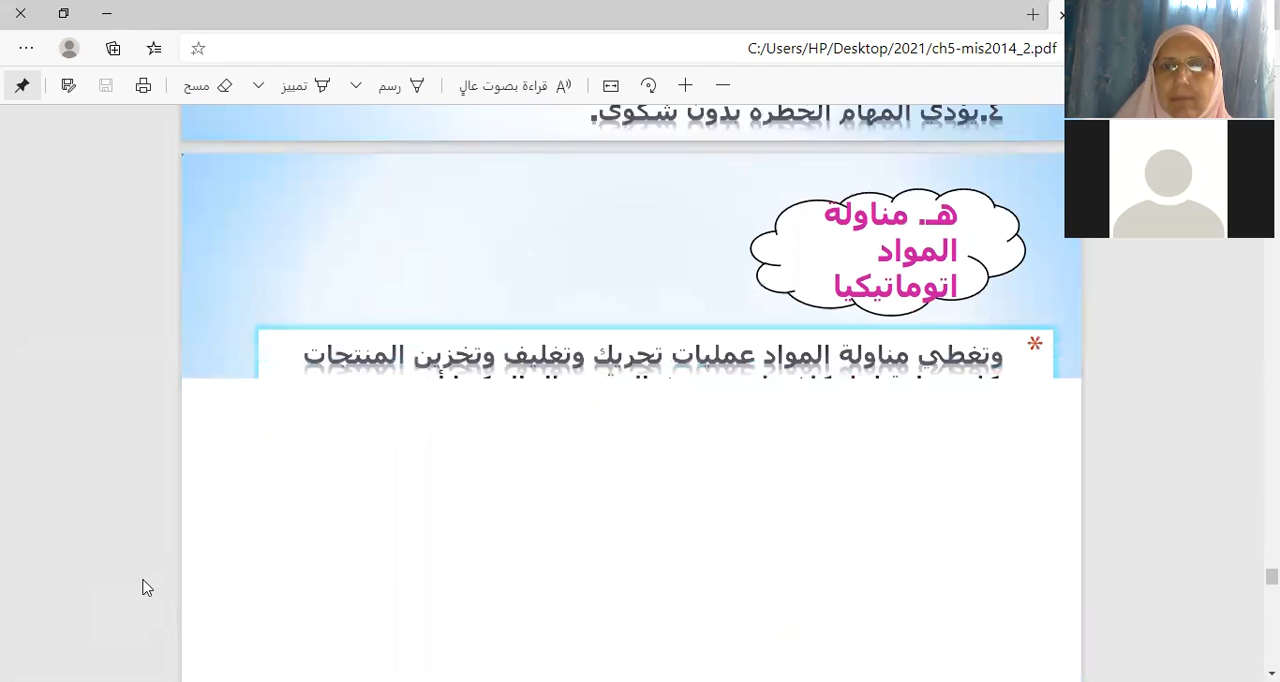 C:/Users/HP/Desktop/2021/ch5-mis2014_2.pdf
قراءة بصوت عالٍ
رسم
تمييز
مسح
٤.يؤدي المهام الخطرة بدون شكوى.
هـ. مناولة
المواد
اتوماتيكيا
وتغطي مناولة المواد عمليات تحريك وتغليف وتخزين المنتجات